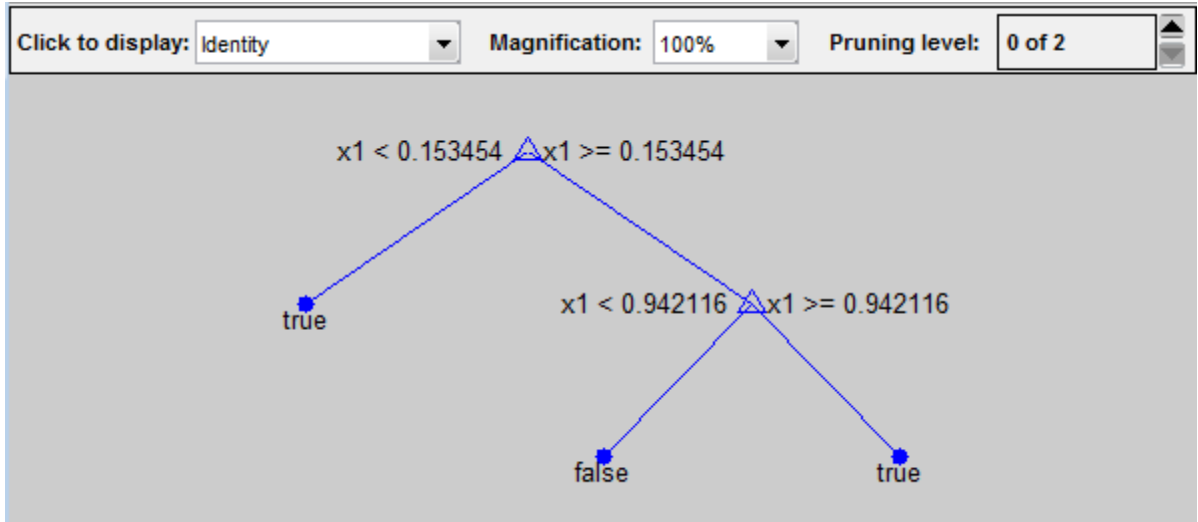 Click to display: Identity Magnification: 100% Pruning level: 0 of 2
x1 < 0.153454 x1 >= 0.153454
true
x1 < 0.942116 x1 >= 0.942116
false
true